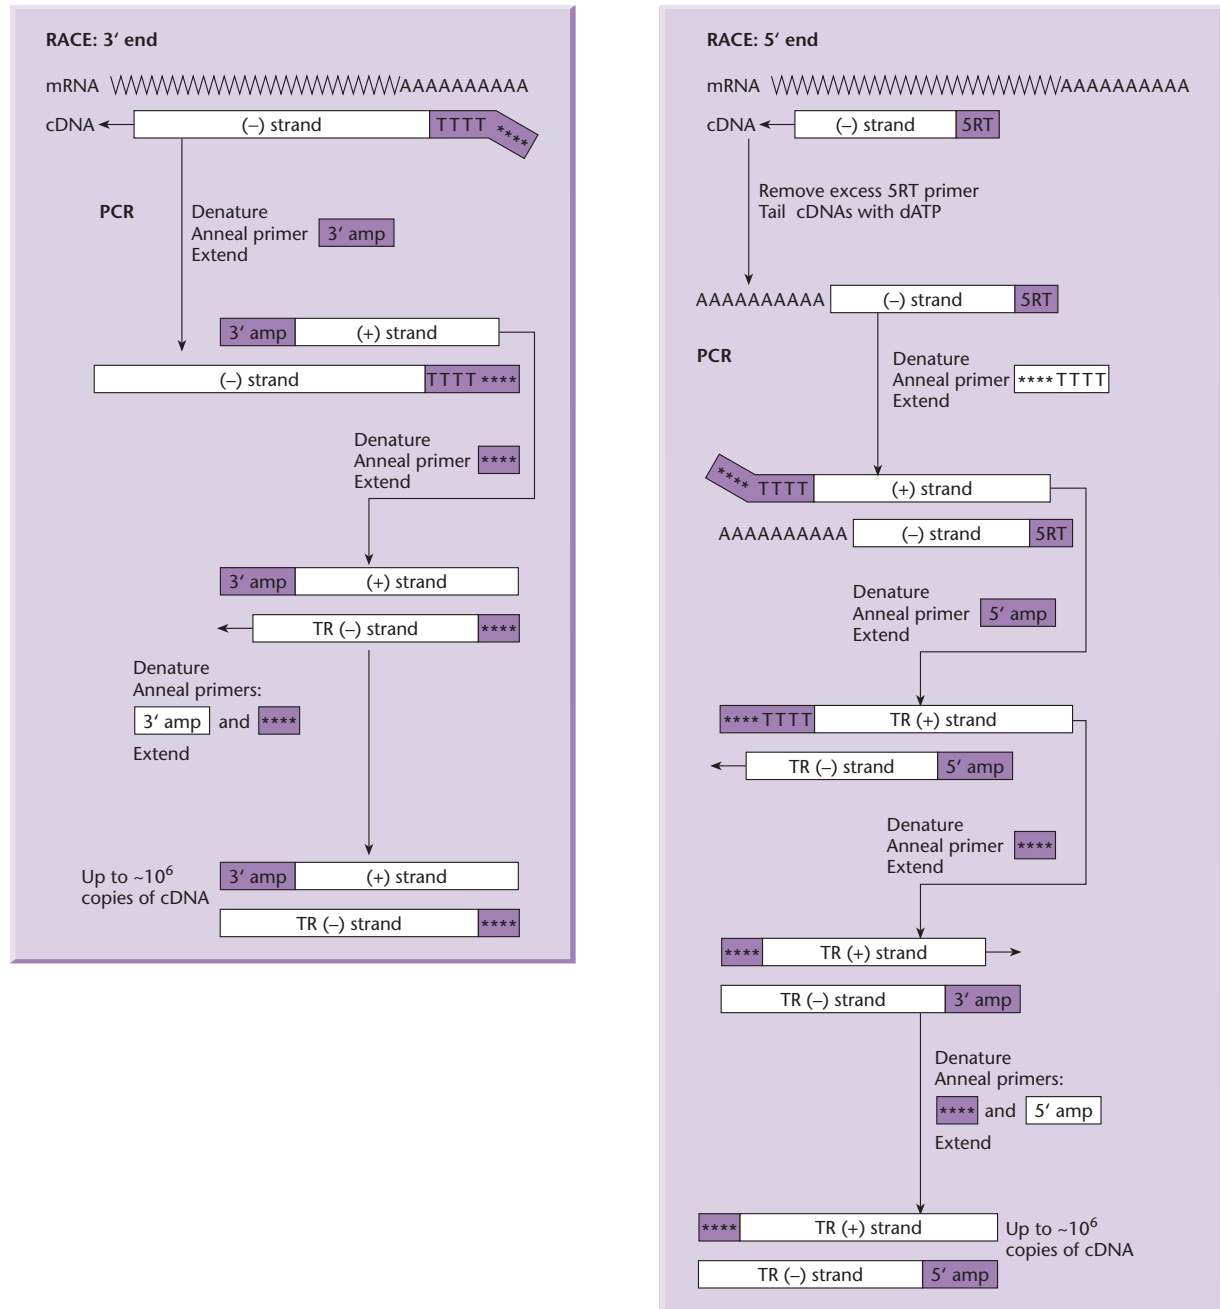 RACE: 3′ end
mRNA AAAAAAAAAA
cDNA (–) strand TTTT ****
PCR
Denature
Anneal primer 3′ amp
Extend
3′ amp (+) strand
(–) strand TTTT ****
Denature
Anneal primer ****
Extend
3′ amp (+) strand
TR (–) strand ****
Denature
Anneal primers:
3′ amp and ****
Extend
Up to ~10⁶
copies of cDNA
3′ amp (+) strand
TR (–) strand ****
RACE: 5′ end
mRNA AAAAAAAAAA
cDNA (–) strand 5RT
Remove excess 5RT primer
Tail cDNAs with dATP
AAAAAAAAAA (–) strand 5RT
PCR
Denature
Anneal primer ****TTTT
Extend
**** TTTT (+) strand
AAAAAAAAAA (–) strand 5RT
Denature
Anneal primer 5′ amp
Extend
****TTTT TR (+) strand
TR (–) strand 5′ amp
Denature
Anneal primer ****
Extend
**** TR (+) strand
TR (–) strand 3′ amp
Denature
Anneal primers:
**** and 5′ amp
Extend
**** TR (+) strand
TR (–) strand 5′ amp
Up to ~10⁶
copies of cDNA